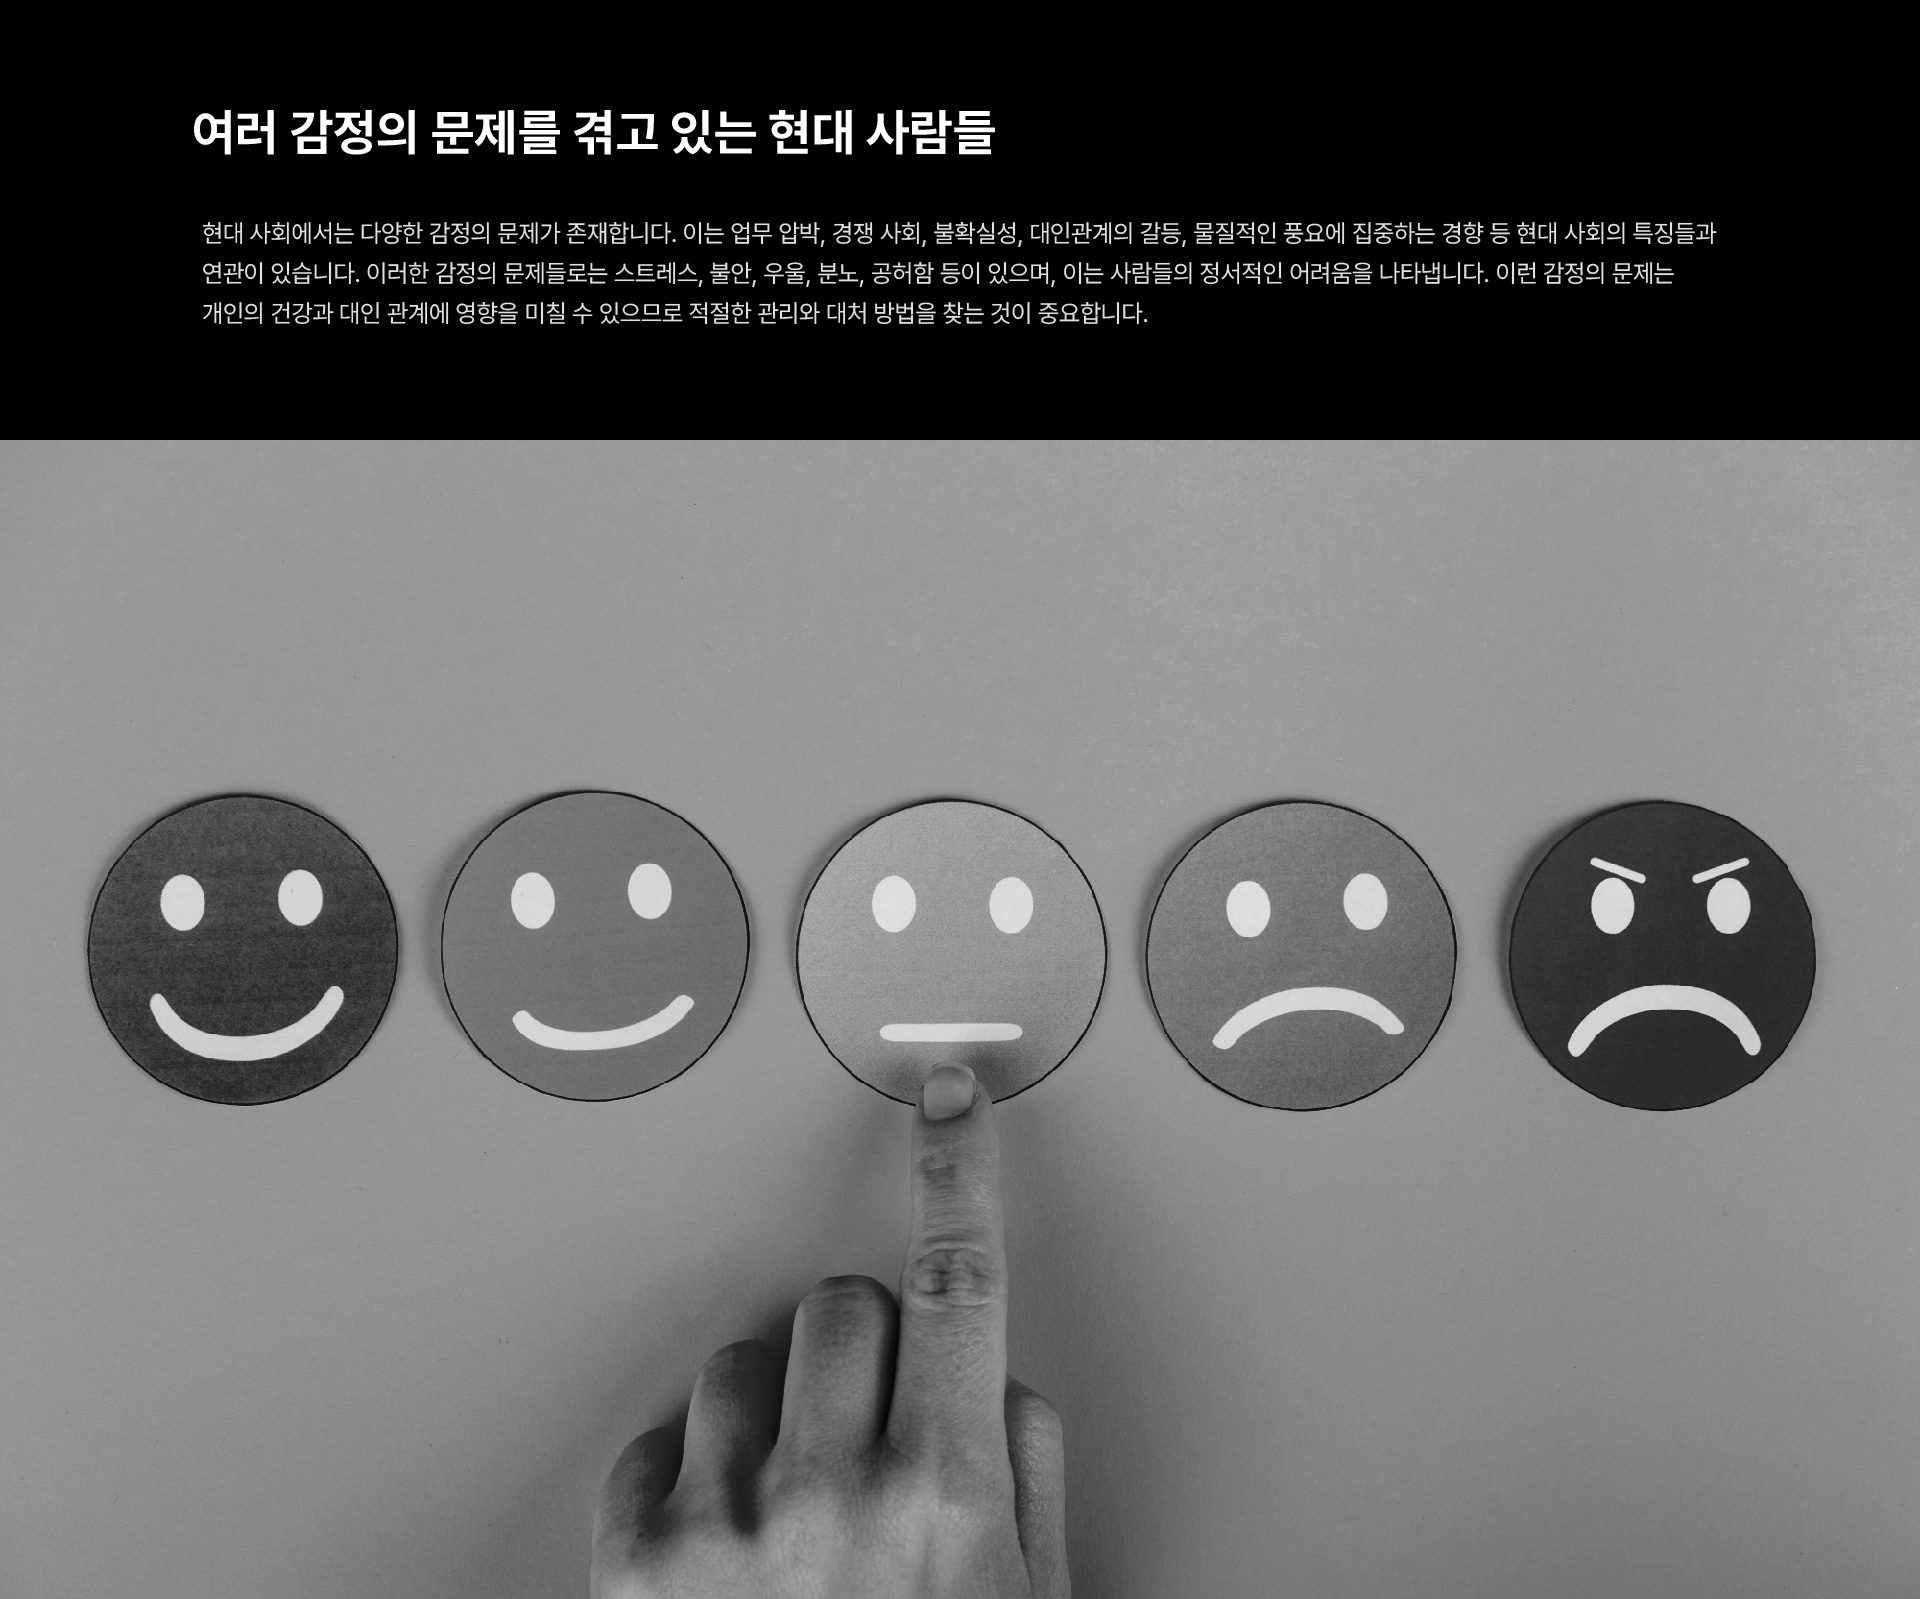 여러 감정의 문제를 겪고 있는 현대 사람들
현대 사회에서는 다양한 감정의 문제가 존재합니다. 이는 업무 압박, 경쟁 사회, 불확실성, 대인관계의 갈등, 물질적인 풍요에 집중하는 경향 등 현대 사회의 특징들과
연관이 있습니다. 이러한 감정의 문제들로는 스트레스, 불안, 우울, 분노, 공허함 등이 있으며, 이는 사람들의 정서적인 어려움을 나타냅니다. 이런 감정의 문제는
개인의 건강과 대인 관계에 영향을 미칠 수 있으므로 적절한 관리와 대처 방법을 찾는 것이 중요합니다.